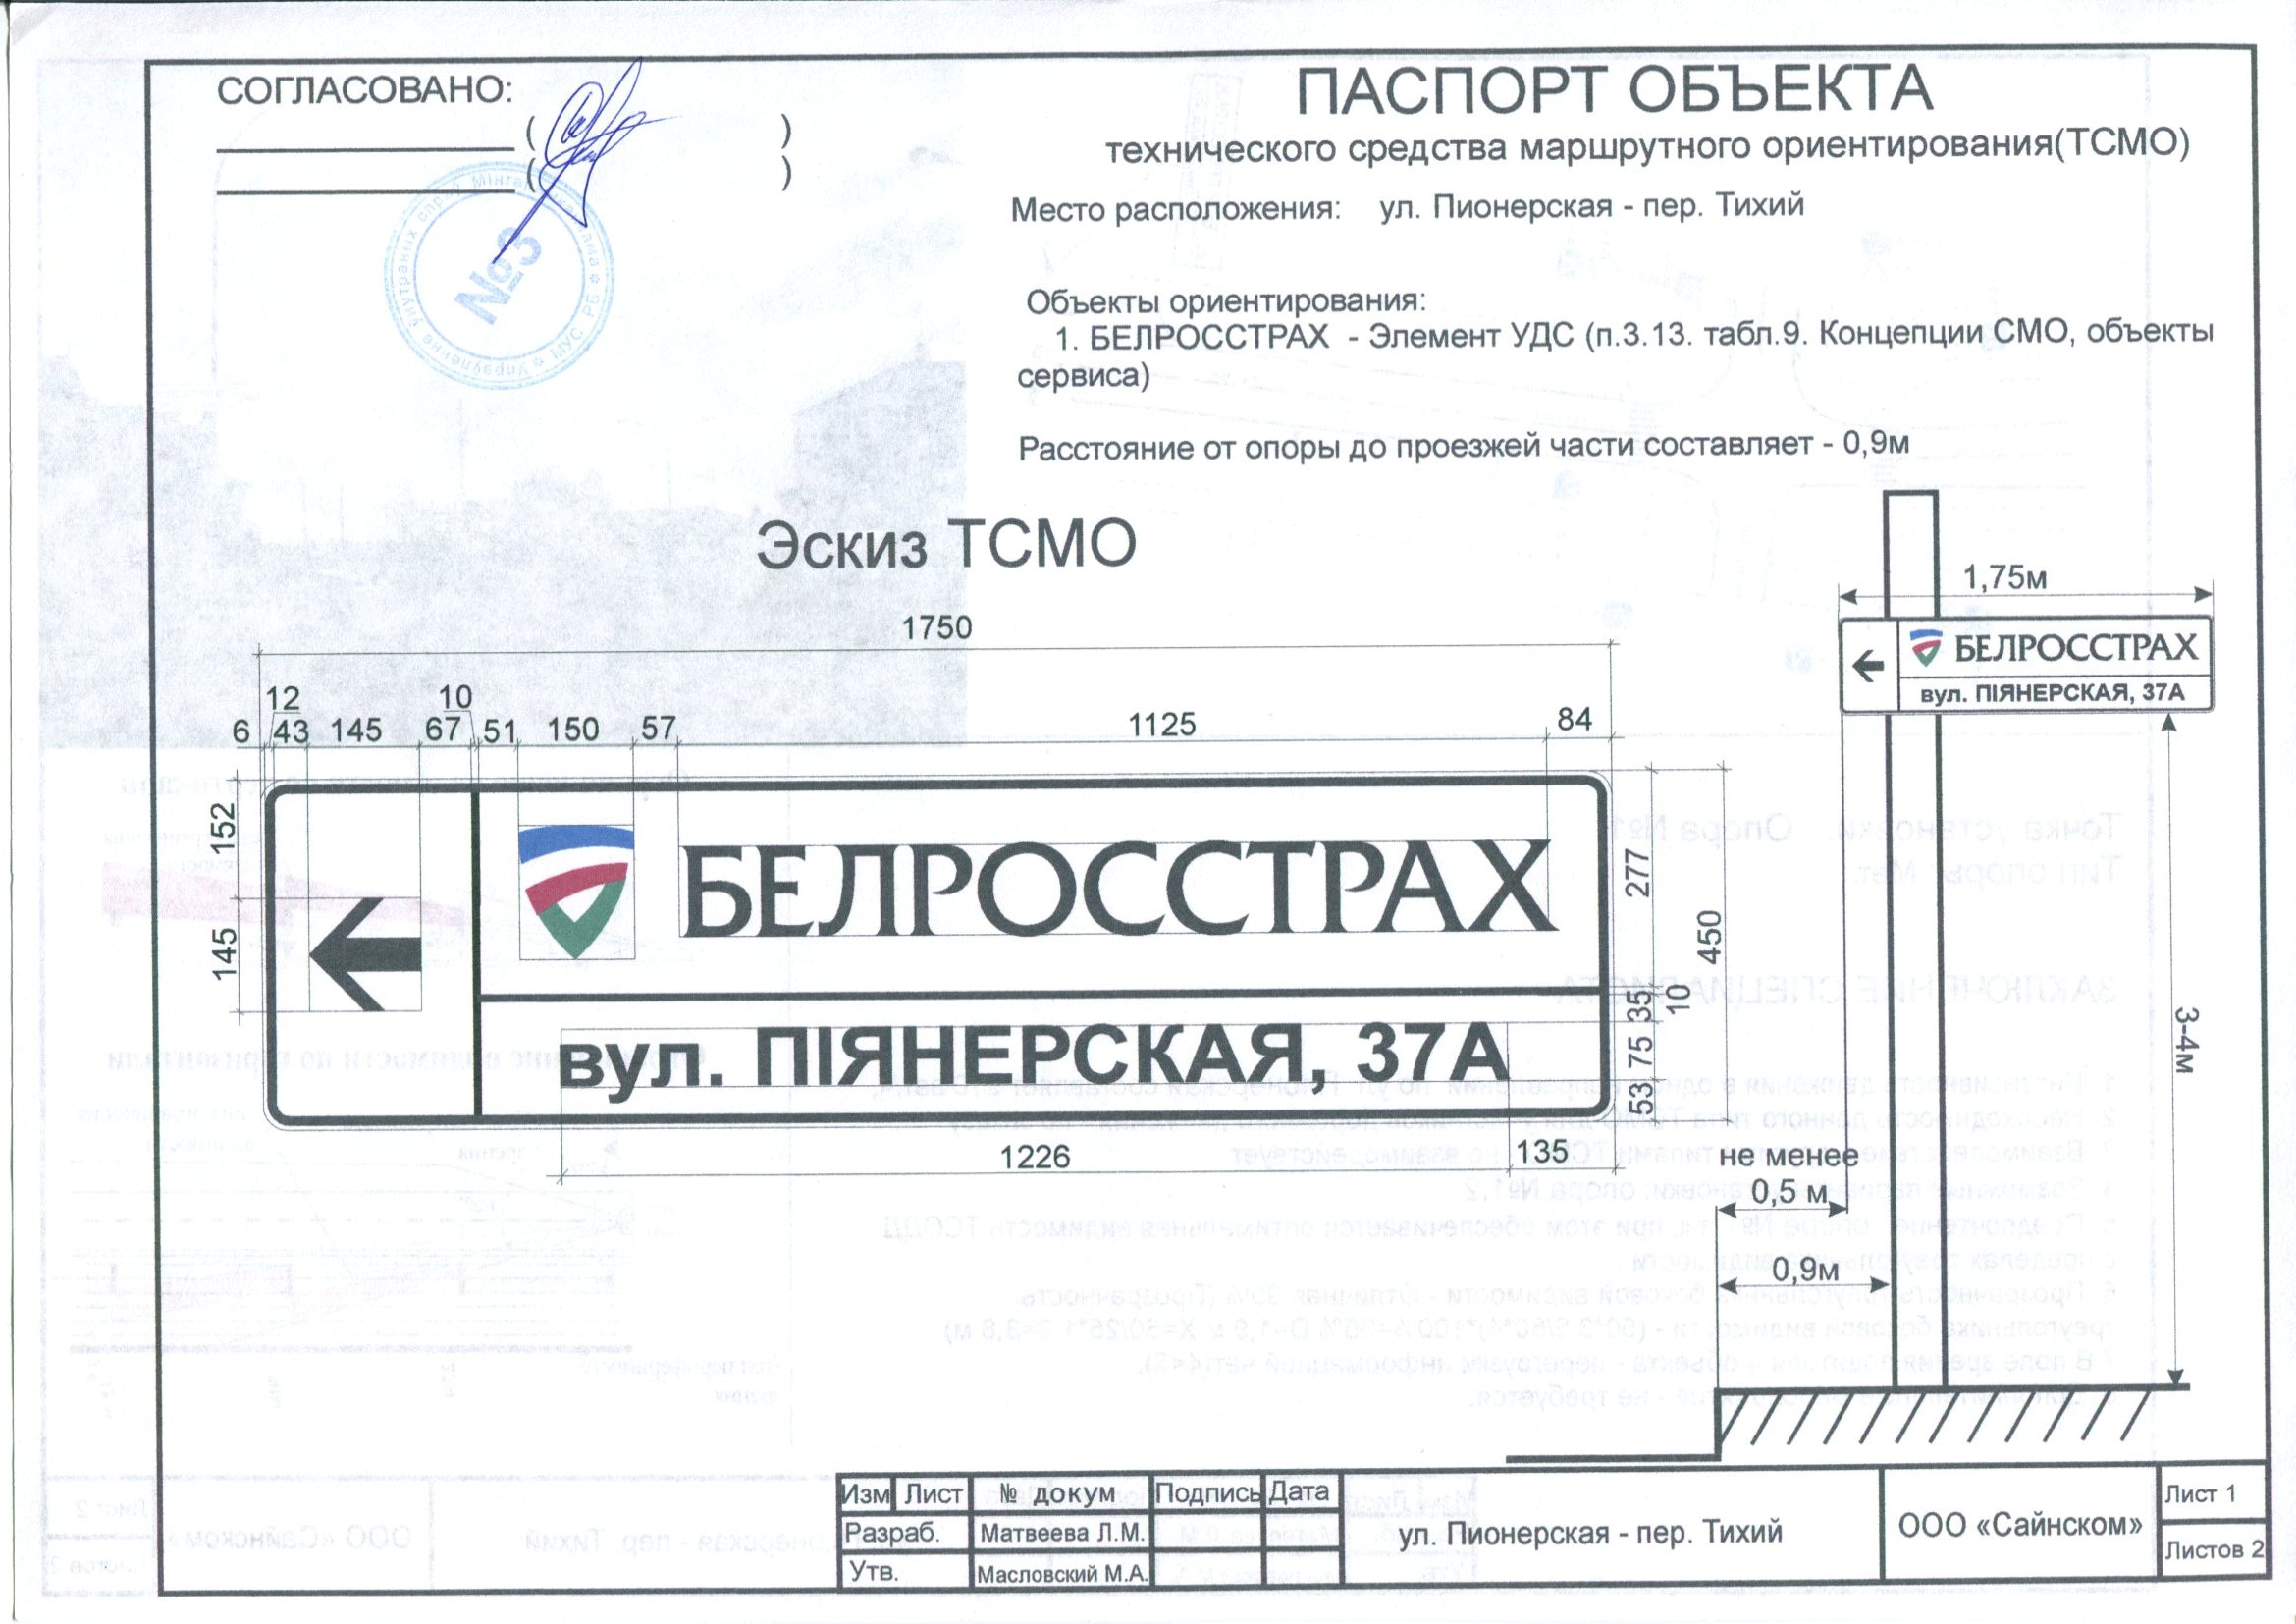 СОГЛАСОВАНО:
( )
( )
№3
МУС РБ
ПАСПОРТ ОБЪЕКТА
технического средства маршрутного ориентирования(ТСМО)
Место расположения: ул. Пионерская - пер. Тихий
Объекты ориентирования:
1. БЕЛРОССТРАХ - Элемент УДС (п.3.13. табл.9. Концепции СМО, объекты
сервиса)
Расстояние от опоры до проезжей части составляет - 0,9м
Эскиз ТСМО
1750
12 10
6 43 145 67 51 150 57 1125 84
152
145
БЕЛРОССТРАХ
вул. ПІЯНЕРСКАЯ, 37А
277
450
35
10
75
53
1226 135
1,75м
БЕЛРОССТРАХ
вул. ПІЯНЕРСКАЯ, 37А
3-4м
не менее
0,5 м
0,9м
Изм Лист № докум Подпись Дата
Разраб. Матвеева Л.М.
Утв. Масловский М.А.
ул. Пионерская - пер. Тихий
ООО «Сайнском»
Лист 1
Листов 2